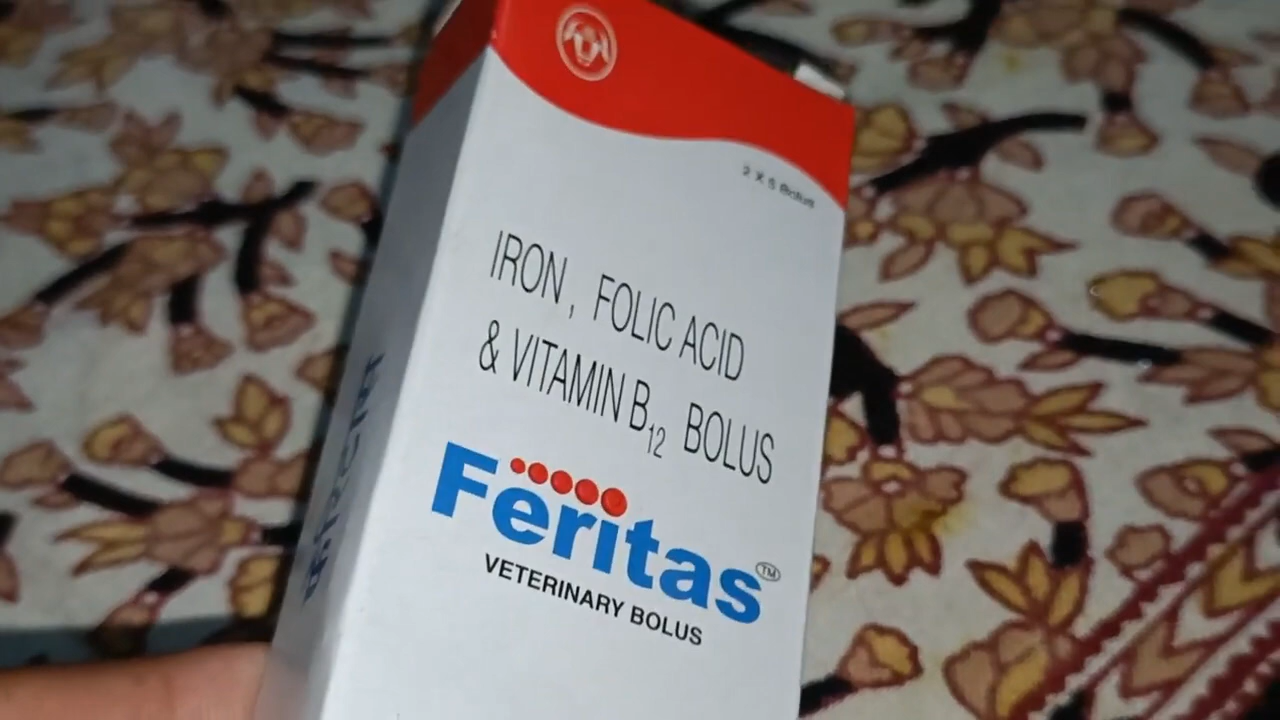 2 X 5 Bolus
IRON, FOLIC ACID
& VITAMIN B12 BOLUS
Feritas™
VETERINARY BOLUS